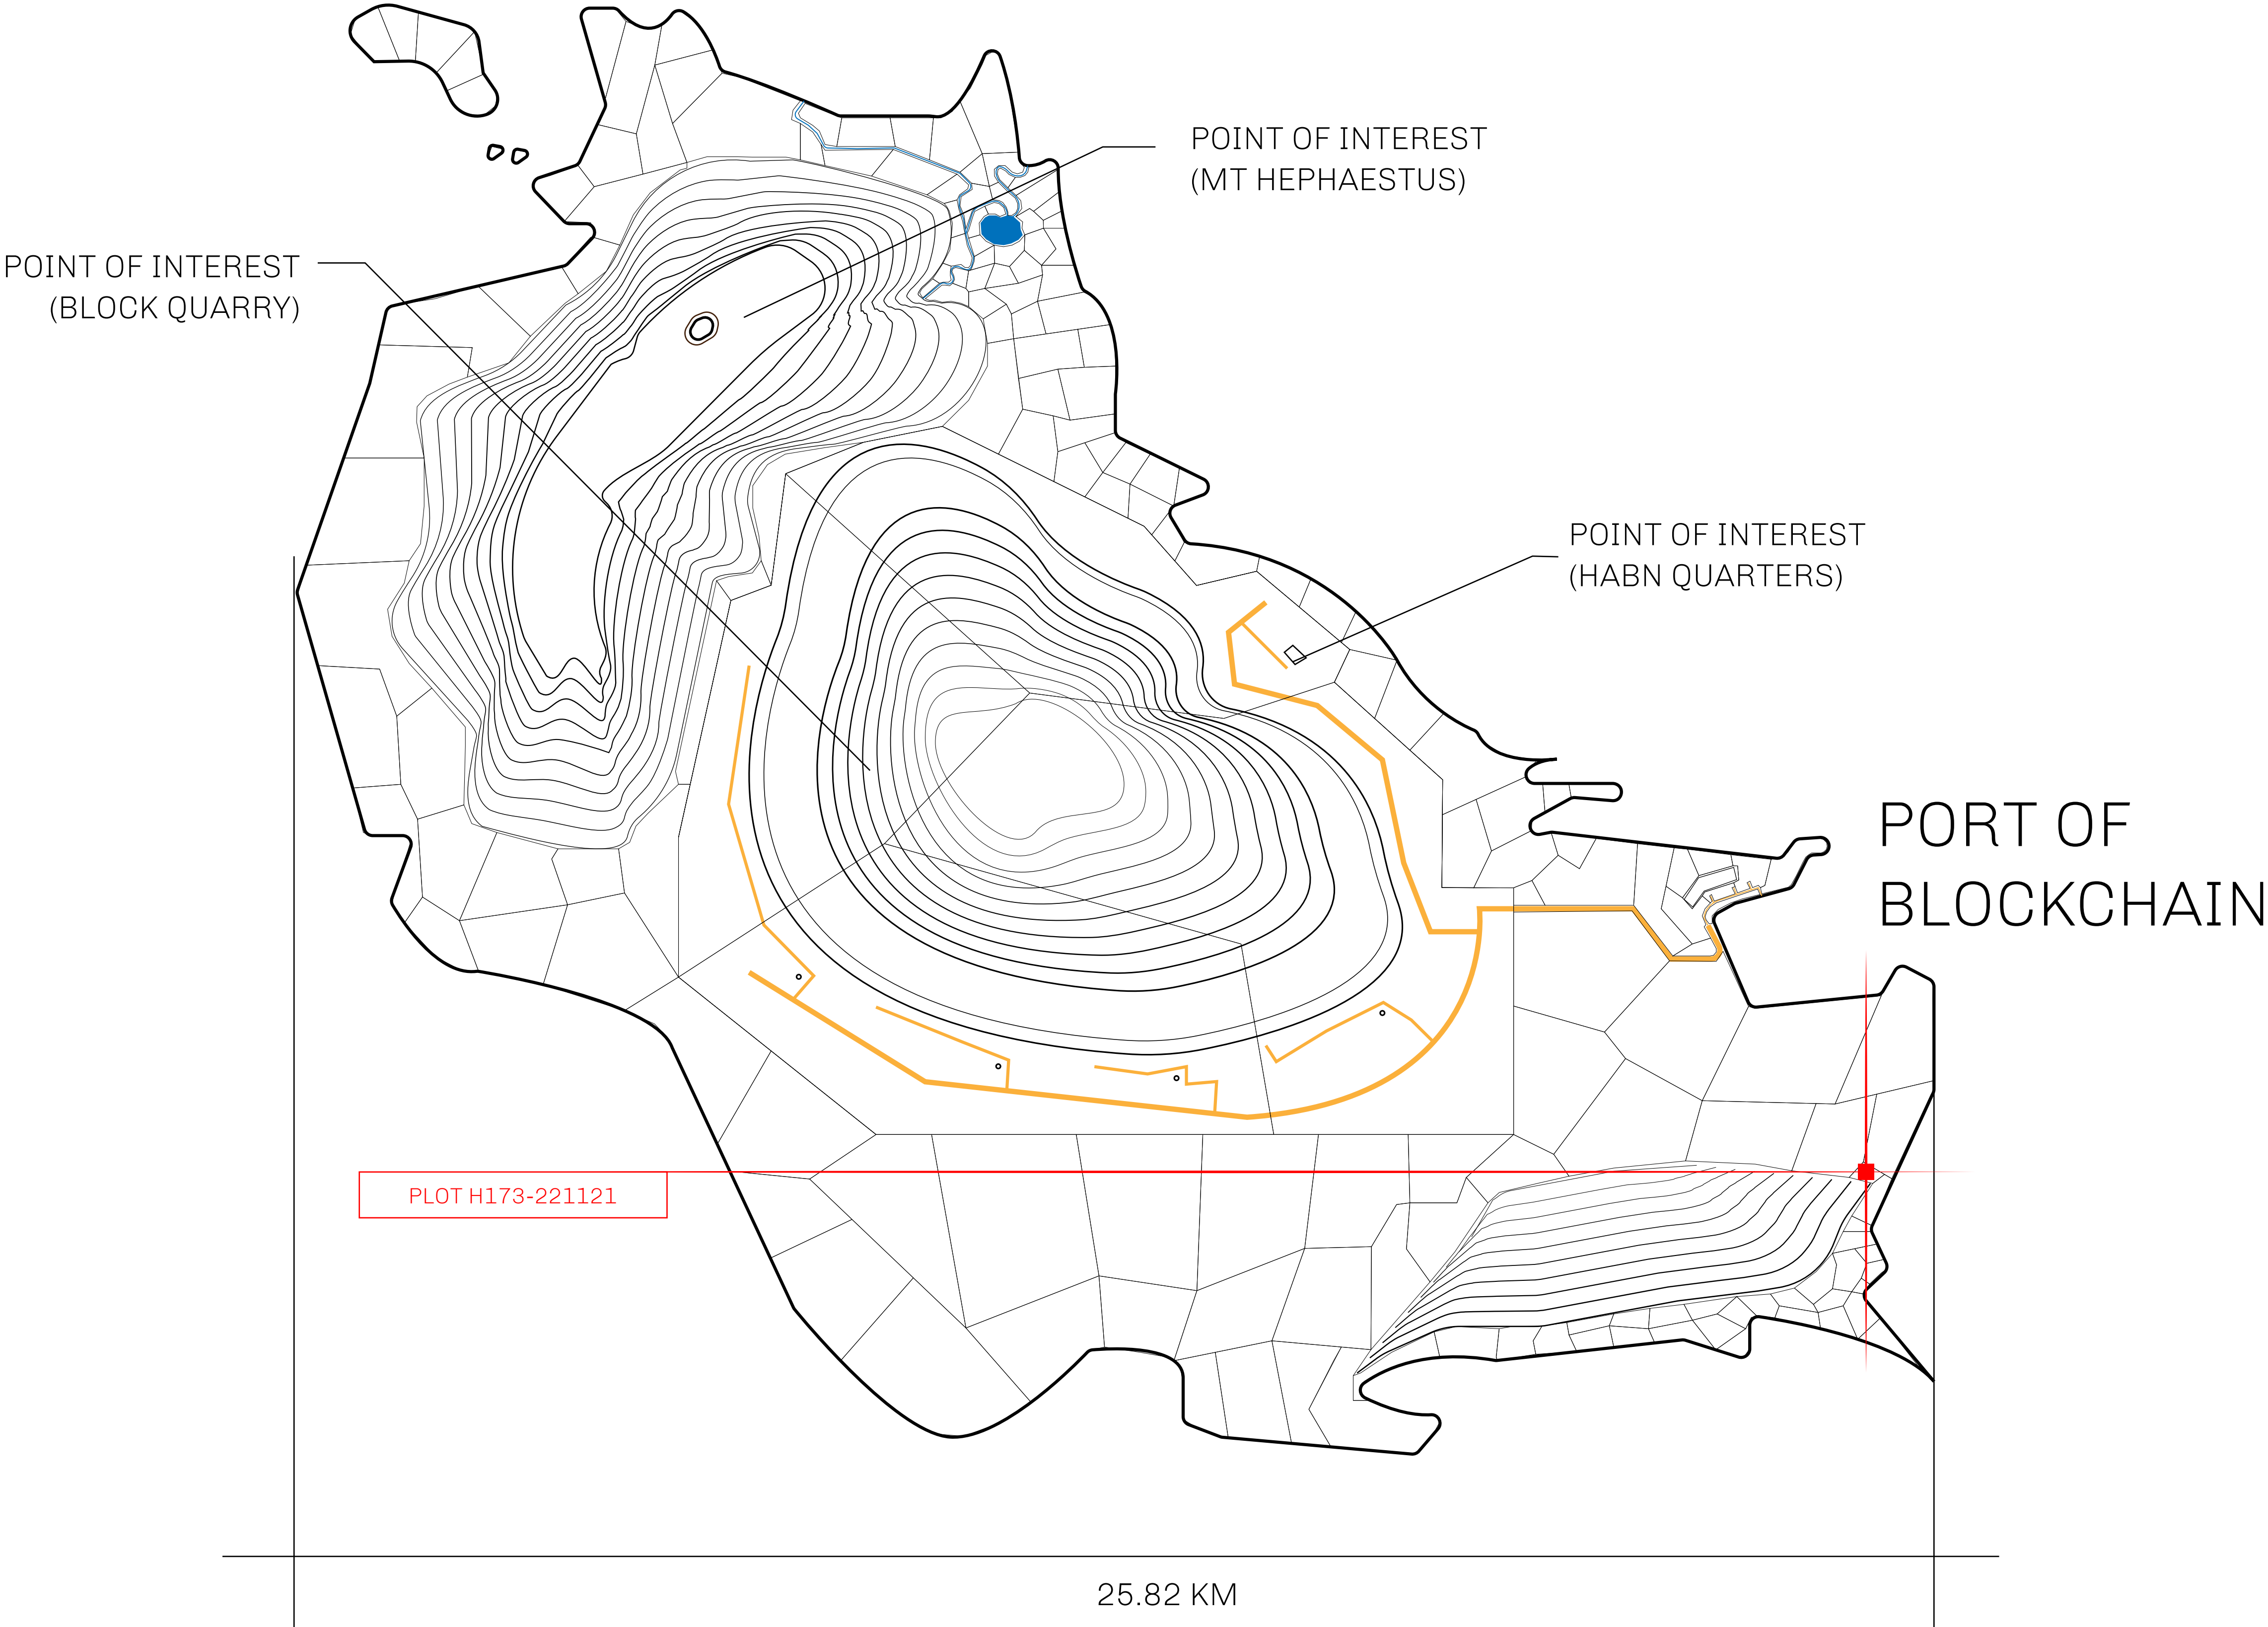 POINT OF INTEREST
(MT HEPHAESTUS)
POINT OF INTEREST
(BLOCK QUARRY)
POINT OF INTEREST
(HABN QUARTERS)
PORT OF
BLOCKCHAIN
PLOT H173-221121
25.82 KM